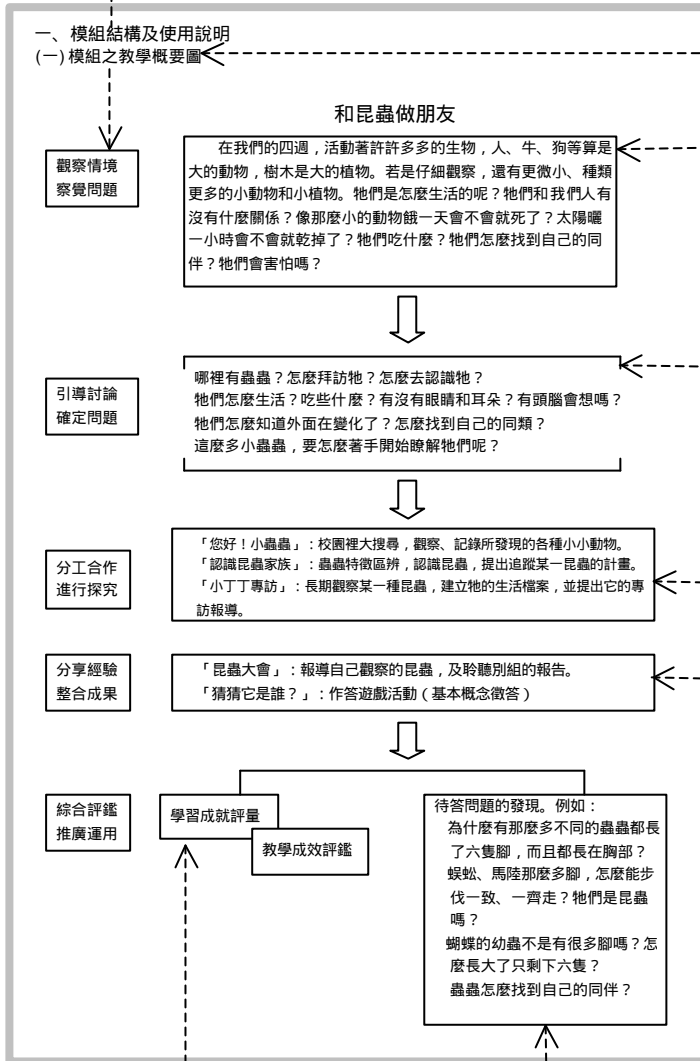 一、模組結構及使用說明
(一) 模組之教學概要圖
和昆蟲做朋友
觀察情境
察覺問題
在我們的四週，活動著許許多多的生物，人、牛、狗等算是
大的動物，樹木是大的植物。若是仔細觀察，還有更微小、種類
更多的小動物和小植物。牠們是怎麼生活的呢？牠們和我們人有
沒有什麼關係？像那麼小的動物餓一天會不會就死了？太陽曬
一小時會不會就乾掉了？牠們吃什麼？牠們怎麼找到自己的同
伴？牠們會害怕嗎？
引導討論
確定問題
哪裡有蟲蟲？怎麼拜訪牠？怎麼去認識牠？
牠們怎麼生活？吃些什麼？有沒有眼睛和耳朵？有頭腦會想嗎？
牠們怎麼知道外面在變化了？怎麼找到自己的同類？
這麼多小蟲蟲，要怎麼著手開始瞭解牠們呢？
分工合作
進行探究
「您好！小蟲蟲」：校園裡大搜尋，觀察、記錄所發現的各種小小動物。
「認識昆蟲家族」：蟲蟲特徵區辨，認識昆蟲，提出追蹤某一昆蟲的計畫。
「小丁丁專訪」：長期觀察某一種昆蟲，建立牠的生活檔案，並提出它的專
訪報導。
分享經驗
整合成果
「昆蟲大會」：報導自己觀察的昆蟲，及聆聽別組的報告。
「猜猜它是誰？」：作答遊戲活動（基本概念徵答）
綜合評鑑
推廣運用
學習成就評量
教學成效評鑑
待答問題的發現。例如：
為什麼有那麼多不同的蟲蟲都長
了六隻腳，而且都長在胸部？
蜈蚣、馬陸那麼多腳，怎麼能步
伐一致、一齊走？牠們是昆蟲
嗎？
蝴蝶的幼蟲不是有很多腳嗎？怎
麼長大了只剩下六隻？
蟲蟲怎麼找到自己的同伴？